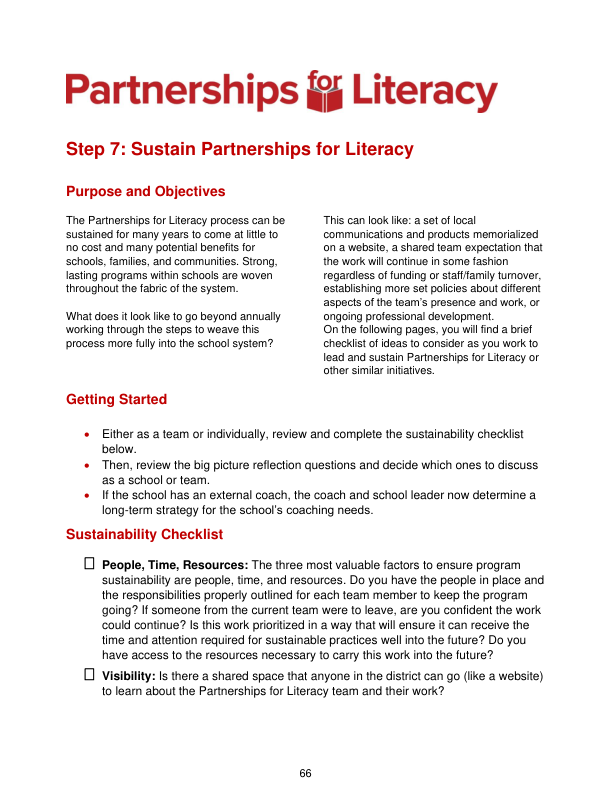 Partnerships for Literacy
Step 7: Sustain Partnerships for Literacy
Purpose and Objectives
The Partnerships for Literacy process can be
sustained for many years to come at little to
no cost and many potential benefits for
schools, families, and communities. Strong,
lasting programs within schools are woven
throughout the fabric of the system.
What does it look like to go beyond annually
working through the steps to weave this
process more fully into the school system?
This can look like: a set of local
communications and products memorialized
on a website, a shared team expectation that
the work will continue in some fashion
regardless of funding or staff/family turnover,
establishing more set policies about different
aspects of the team’s presence and work, or
ongoing professional development.
On the following pages, you will find a brief
checklist of ideas to consider as you work to
lead and sustain Partnerships for Literacy or
other similar initiatives.
Getting Started
• Either as a team or individually, review and complete the sustainability checklist
below.
• Then, review the big picture reflection questions and decide which ones to discuss
as a school or team.
• If the school has an external coach, the coach and school leader now determine a
long-term strategy for the school’s coaching needs.
Sustainability Checklist
☐ People, Time, Resources: The three most valuable factors to ensure program
sustainability are people, time, and resources. Do you have the people in place and
the responsibilities properly outlined for each team member to keep the program
going? If someone from the current team were to leave, are you confident the work
could continue? Is this work prioritized in a way that will ensure it can receive the
time and attention required for sustainable practices well into the future? Do you
have access to the resources necessary to carry this work into the future?
☐ Visibility: Is there a shared space that anyone in the district can go (like a website)
to learn about the Partnerships for Literacy team and their work?
66